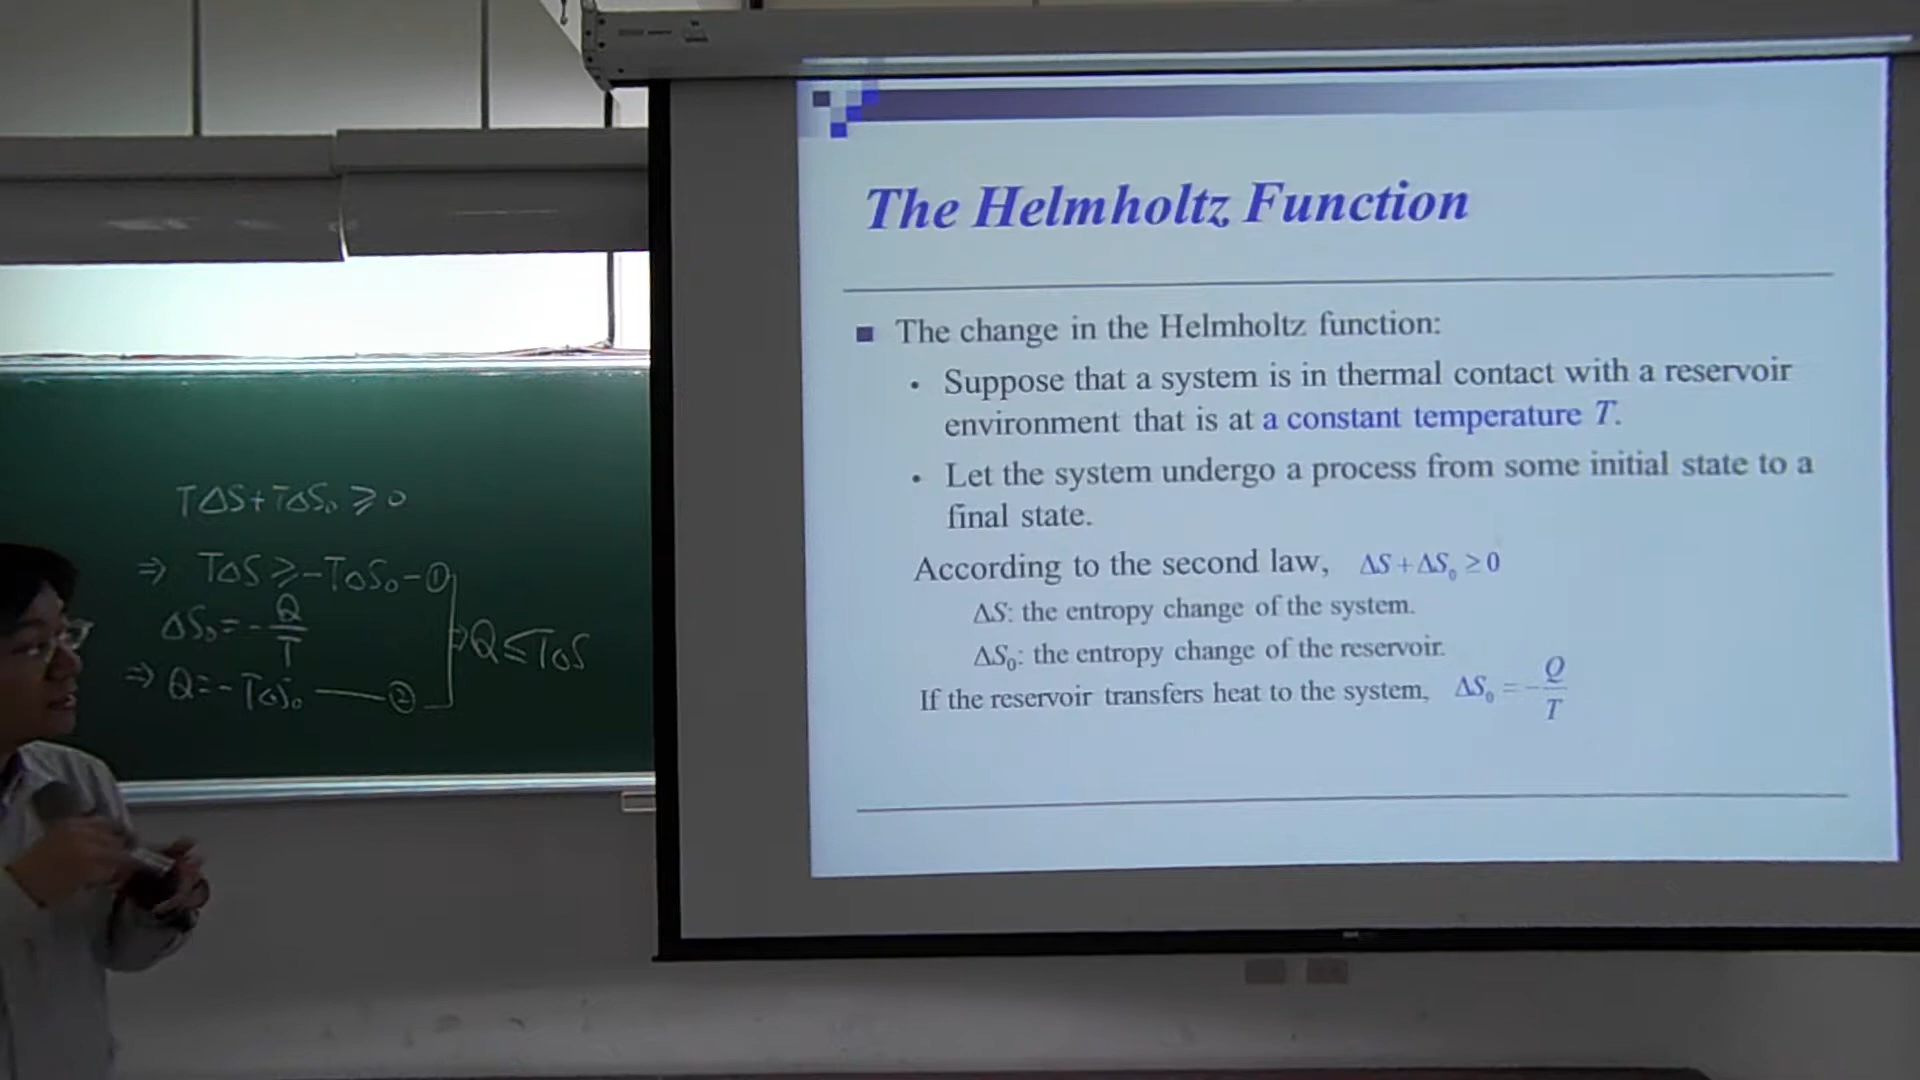 The Helmholtz Function
■ The change in the Helmholtz function:
• Suppose that a system is in thermal contact with a reservoir
environment that is at a constant temperature T.
• Let the system undergo a process from some initial state to a
final state.
According to the second law, ΔS + ΔS₀ ≥ 0
ΔS: the entropy change of the system.
ΔS₀: the entropy change of the reservoir.
If the reservoir transfers heat to the system, ΔS₀ = -Q/T
TΔS + TΔS₀ ≥ 0
⇒ TΔS ≥ -TΔS₀ - ①
ΔS₀ = -Q/T
⇒ Q = -TΔS₀ — ②
⇒ Q ≤ TΔS